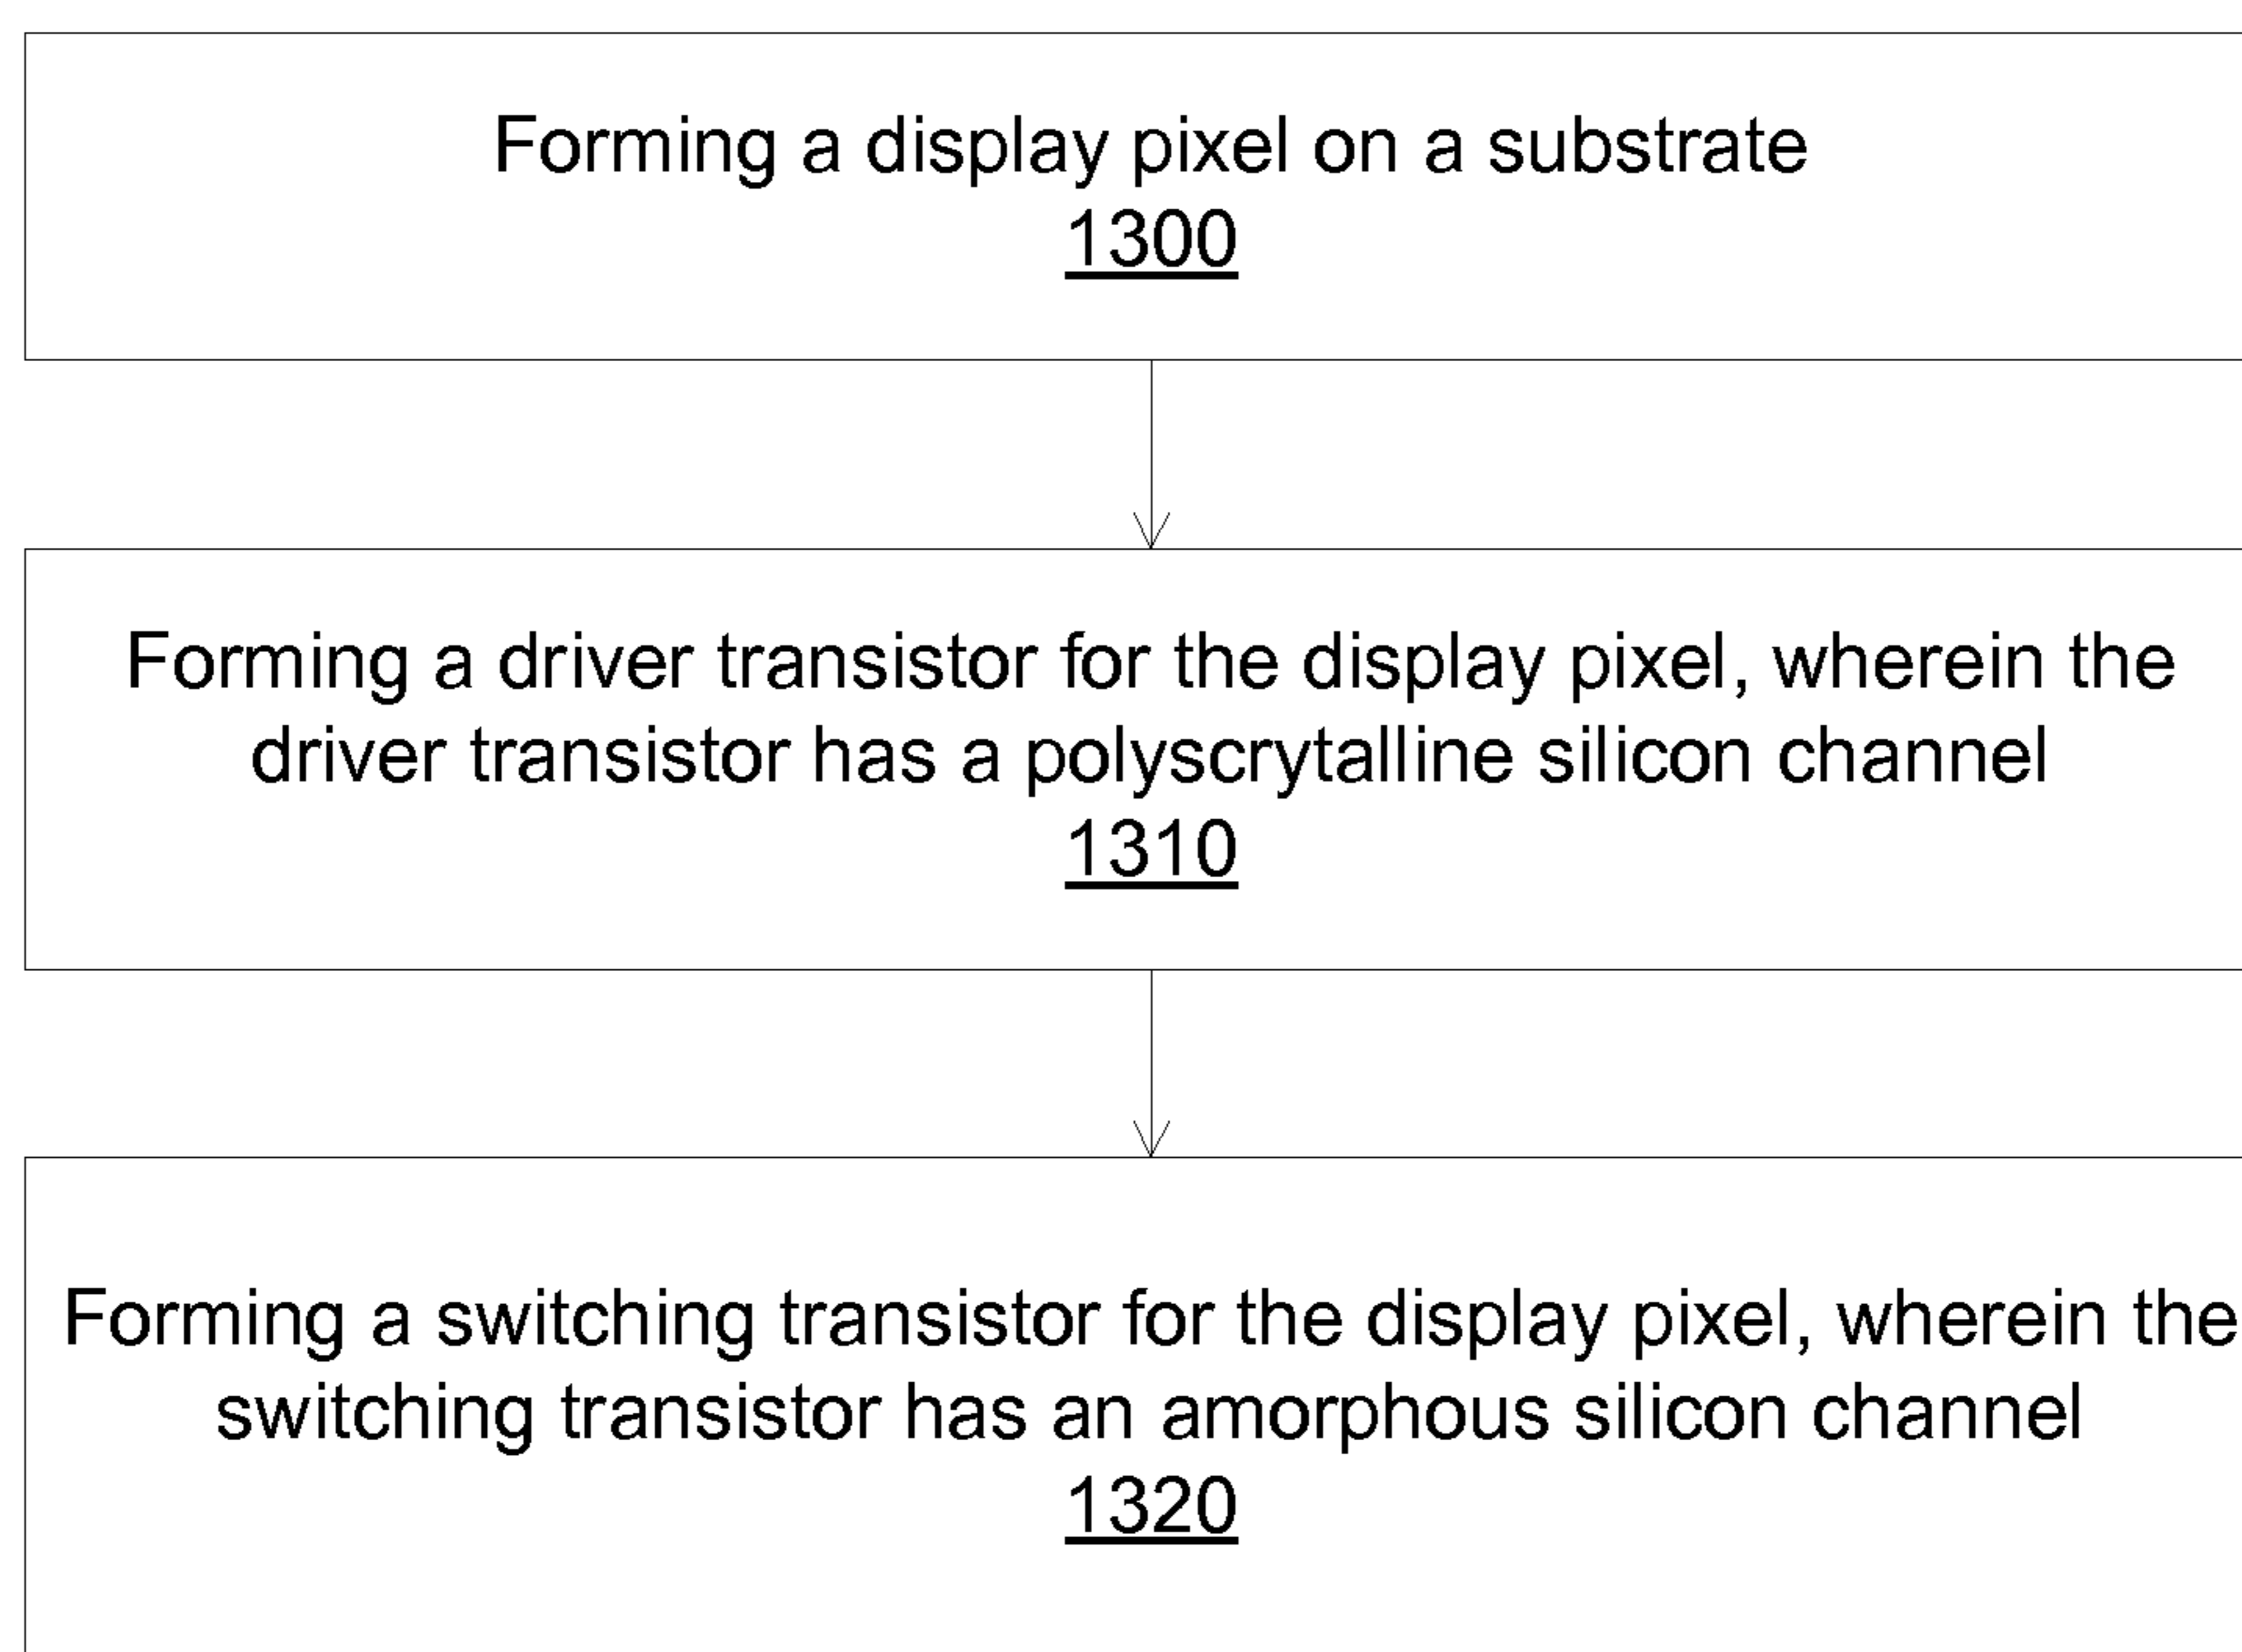 Forming a display pixel on a substrate
1300
Forming a driver transistor for the display pixel, wherein the
driver transistor has a polyscrytalline silicon channel
1310
Forming a switching transistor for the display pixel, wherein the
switching transistor has an amorphous silicon channel
1320